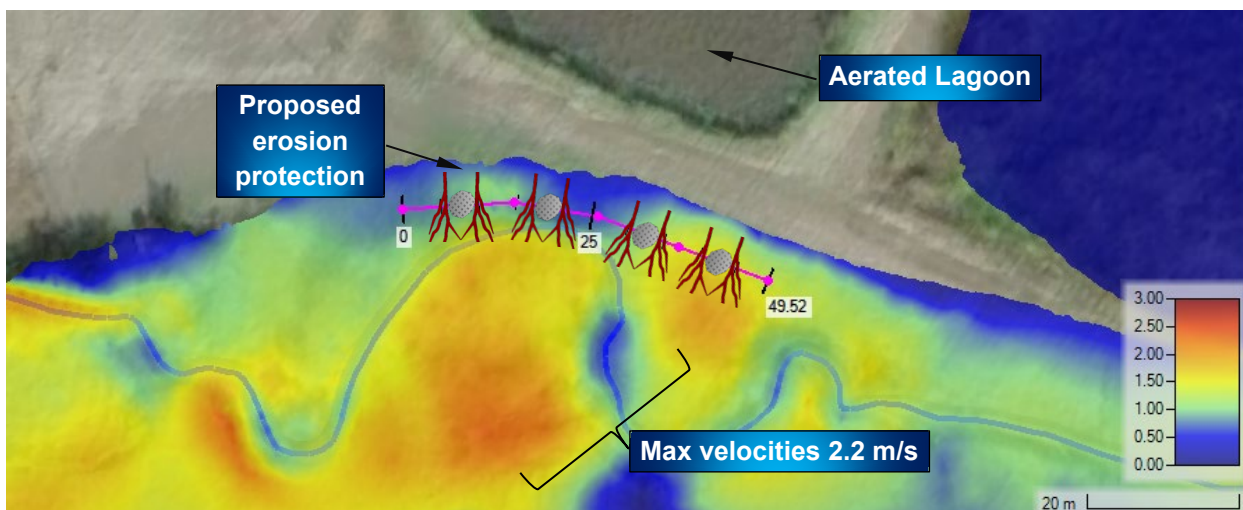 Aerated Lagoon
Proposed
erosion
protection
0
25
49.52
Max velocities 2.2 m/s
3.00
2.50
2.00
1.50
1.00
0.50
0.00
20 m